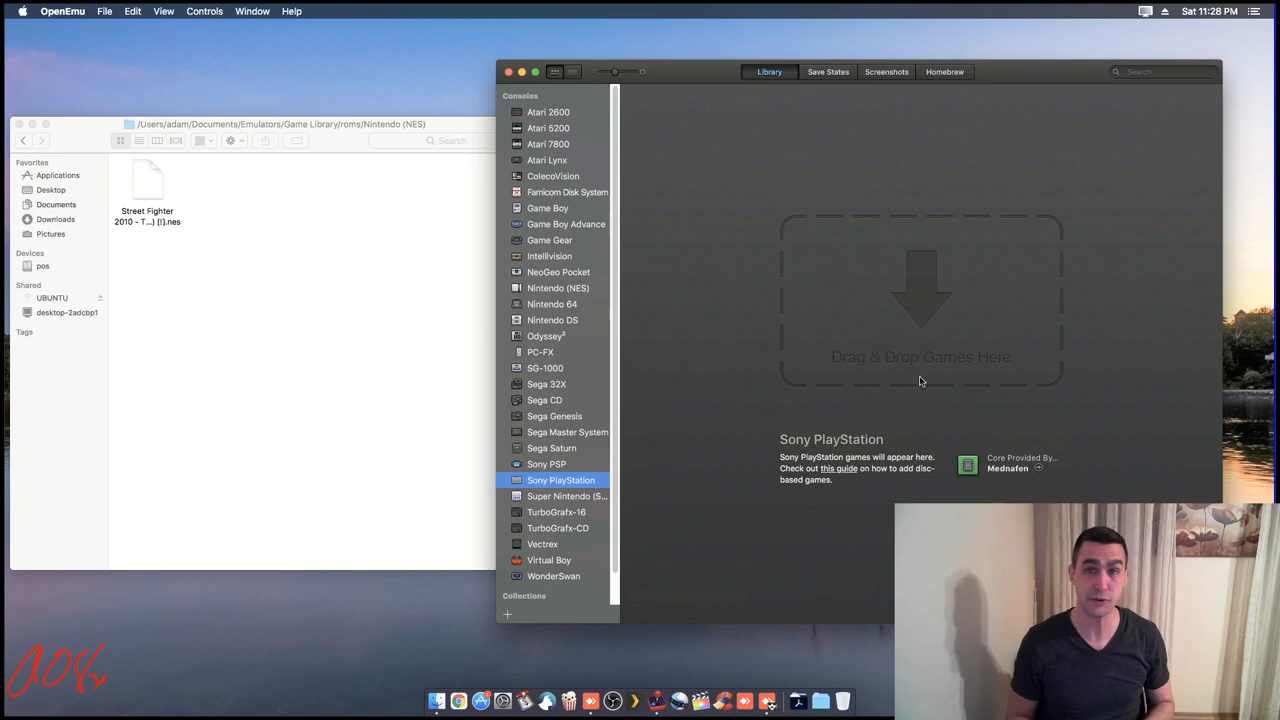 OpenEmu File Edit View Controls Window Help
Sat 11:28 PM
/Users/adam/Documents/Emulators/Game Library/roms/Nintendo (NES)
Search
Favorites
Applications
Desktop
Documents
Downloads
Pictures
Devices
pos
Shared
UBUNTU
desktop-2adcbp1
Tags
Street Fighter
2010 - T...) [!].nes
Library Save States Screenshots Homebrew
Search
Consoles
Atari 2600
Atari 5200
Atari 7800
Atari Lynx
ColecoVision
Famicom Disk System
Game Boy
Game Boy Advance
Game Gear
Intellivision
NeoGeo Pocket
Nintendo (NES)
Nintendo 64
Nintendo DS
Odyssey²
PC-FX
SG-1000
Sega 32X
Sega CD
Sega Genesis
Sega Master System
Sega Saturn
Sony PSP
Sony PlayStation
Super Nintendo (S...
TurboGrafx-16
TurboGrafx-CD
Vectrex
Virtual Boy
WonderSwan
Collections
Drag & Drop Games Here
Sony PlayStation
Sony PlayStation games will appear here.
Check out this guide on how to add disc-
based games.
Core Provided By...
Mednafen